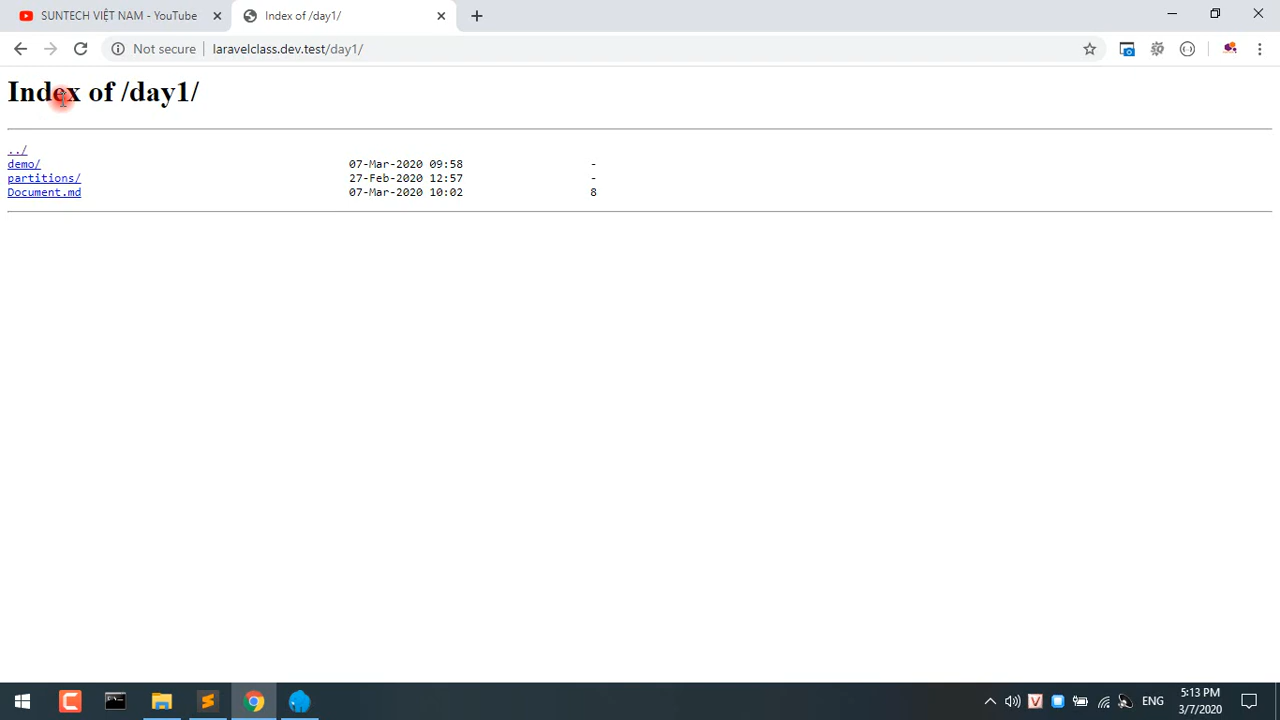 SUNTECH VIỆT NAM - YouTube
Index of /day1/
Not secure
laravelclass.dev.test/day1/
Index of /day1/
../
demo/ 07-Mar-2020 09:58 -
partitions/ 27-Feb-2020 12:57 -
Document.md 07-Mar-2020 10:02 8
V
ENG
5:13 PM
3/7/2020